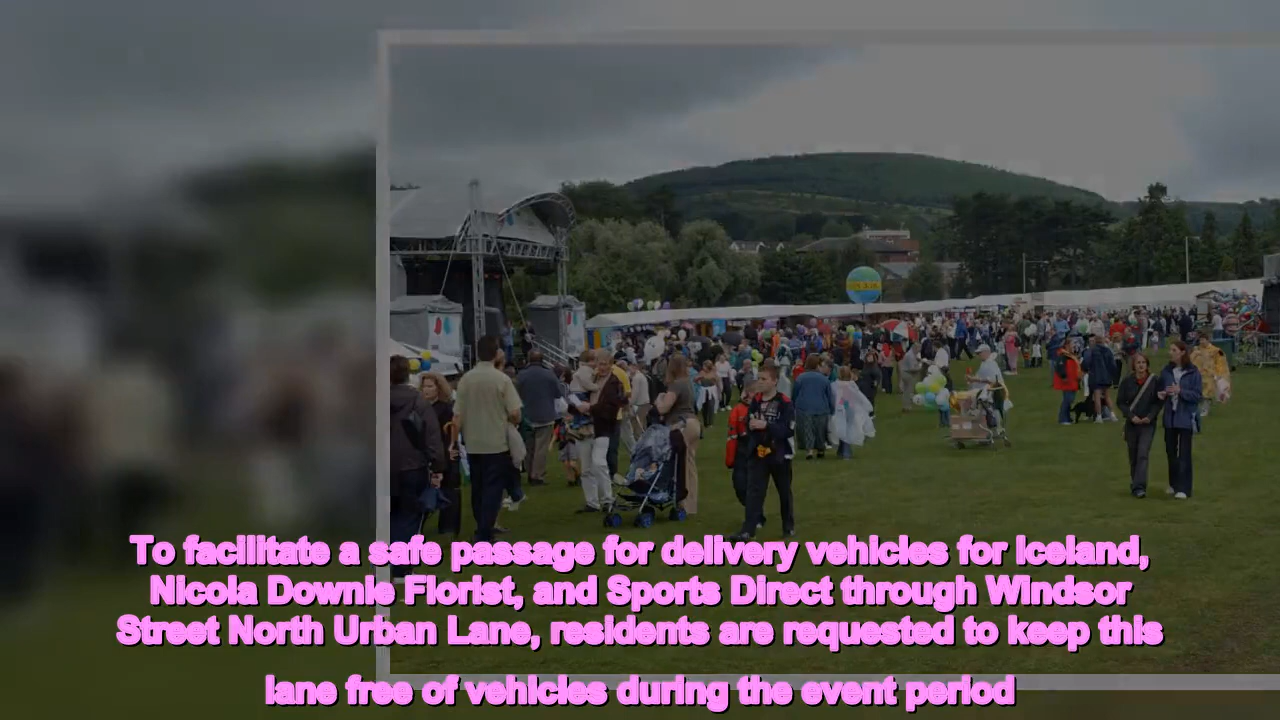 To facilitate a safe passage for delivery vehicles for Iceland,
Nicola Downie Florist, and Sports Direct through Windsor
Street North Urban Lane, residents are requested to keep this
lane free of vehicles during the event period